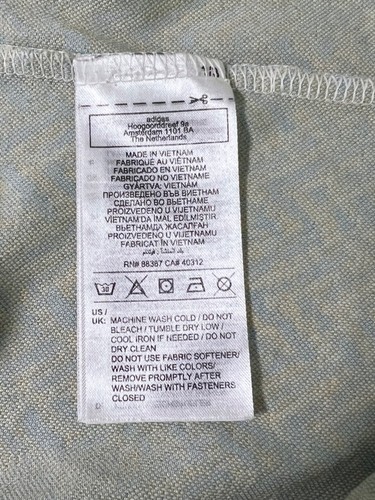 adidas
Hoogoorddreef 9a
Amsterdam 1101 BA
The Netherlands
MADE IN VIETNAM
FABRIQUÉ AU VIÊTNAM
FABRICADO EN VIETNAM
FABRICADO NO VIETNAME
GYÁRTVA: VIETNÁM
ПРОИЗВЕДЕНО ВЪВ ВИЕТНАМ
СДЕЛАНО ВО ВЬЕТНАМЕ
PROIZVEDENO U VIJETNAMU
VIETNAM'DA İMAL EDİLMİŞTİR
ВЬЕТНАМДА ЖАСАЛҒАН
PROIZVEDENO U VIJETNAMU
FABRICAT ÎN VIETNAM
RN# 88387 CA# 40312
30
US /
UK: MACHINE WASH COLD / DO NOT
BLEACH / TUMBLE DRY LOW /
COOL IRON IF NEEDED / DO NOT
DRY CLEAN
DO NOT USE FABRIC SOFTENER/
WASH WITH LIKE COLORS/
REMOVE PROMPTLY AFTER
WASH/WASH WITH FASTENERS
CLOSED